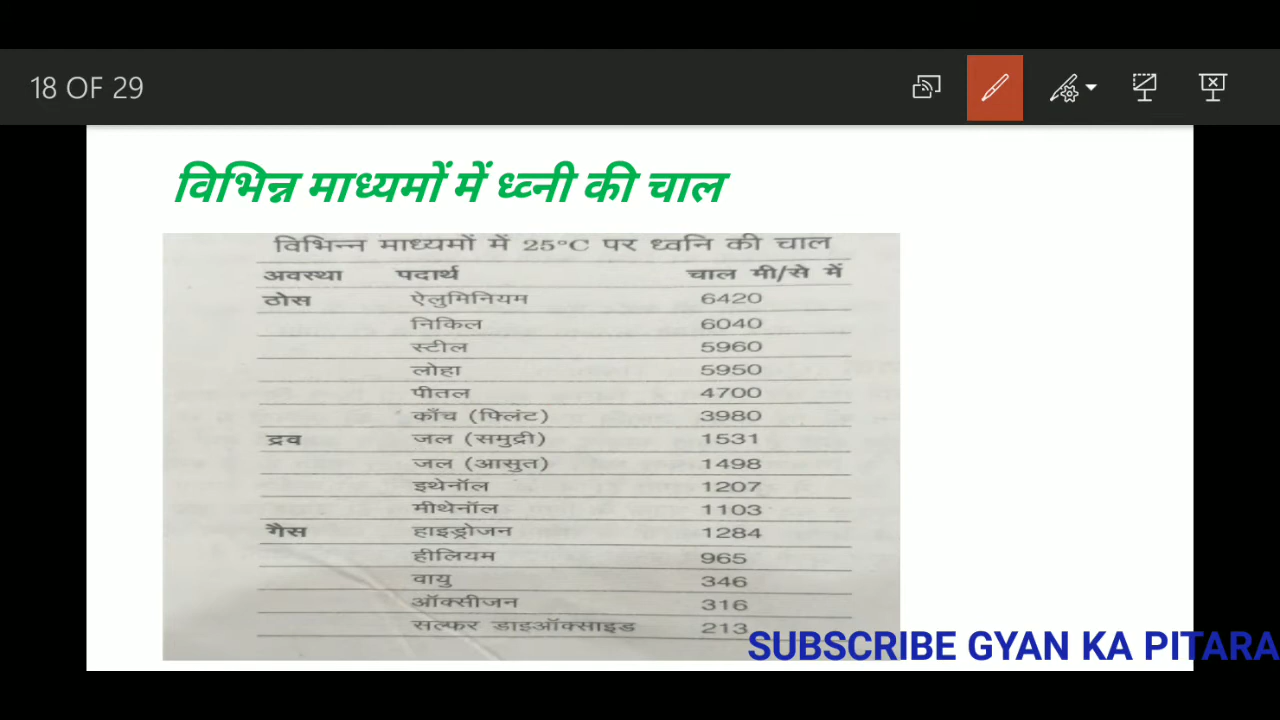 18 OF 29
विभिन्न माध्यमों में ध्वनी की चाल
विभिन्न माध्यमों में 25°C पर ध्वनि की चाल
अवस्था पदार्थ चाल मी/से में
ठोस ऐलुमिनियम 6420
निकिल 6040
स्टील 5960
लोहा 5950
पीतल 4700
काँच (फ्लिंट) 3980
द्रव जल (समुद्री) 1531
जल (आसुत) 1498
इथेनॉल 1207
मीथेनॉल 1103
गैस हाइड्रोजन 1284
हीलियम 965
वायु 346
ऑक्सीजन 316
सल्फर डाइऑक्साइड 213
SUBSCRIBE GYAN KA PITARA